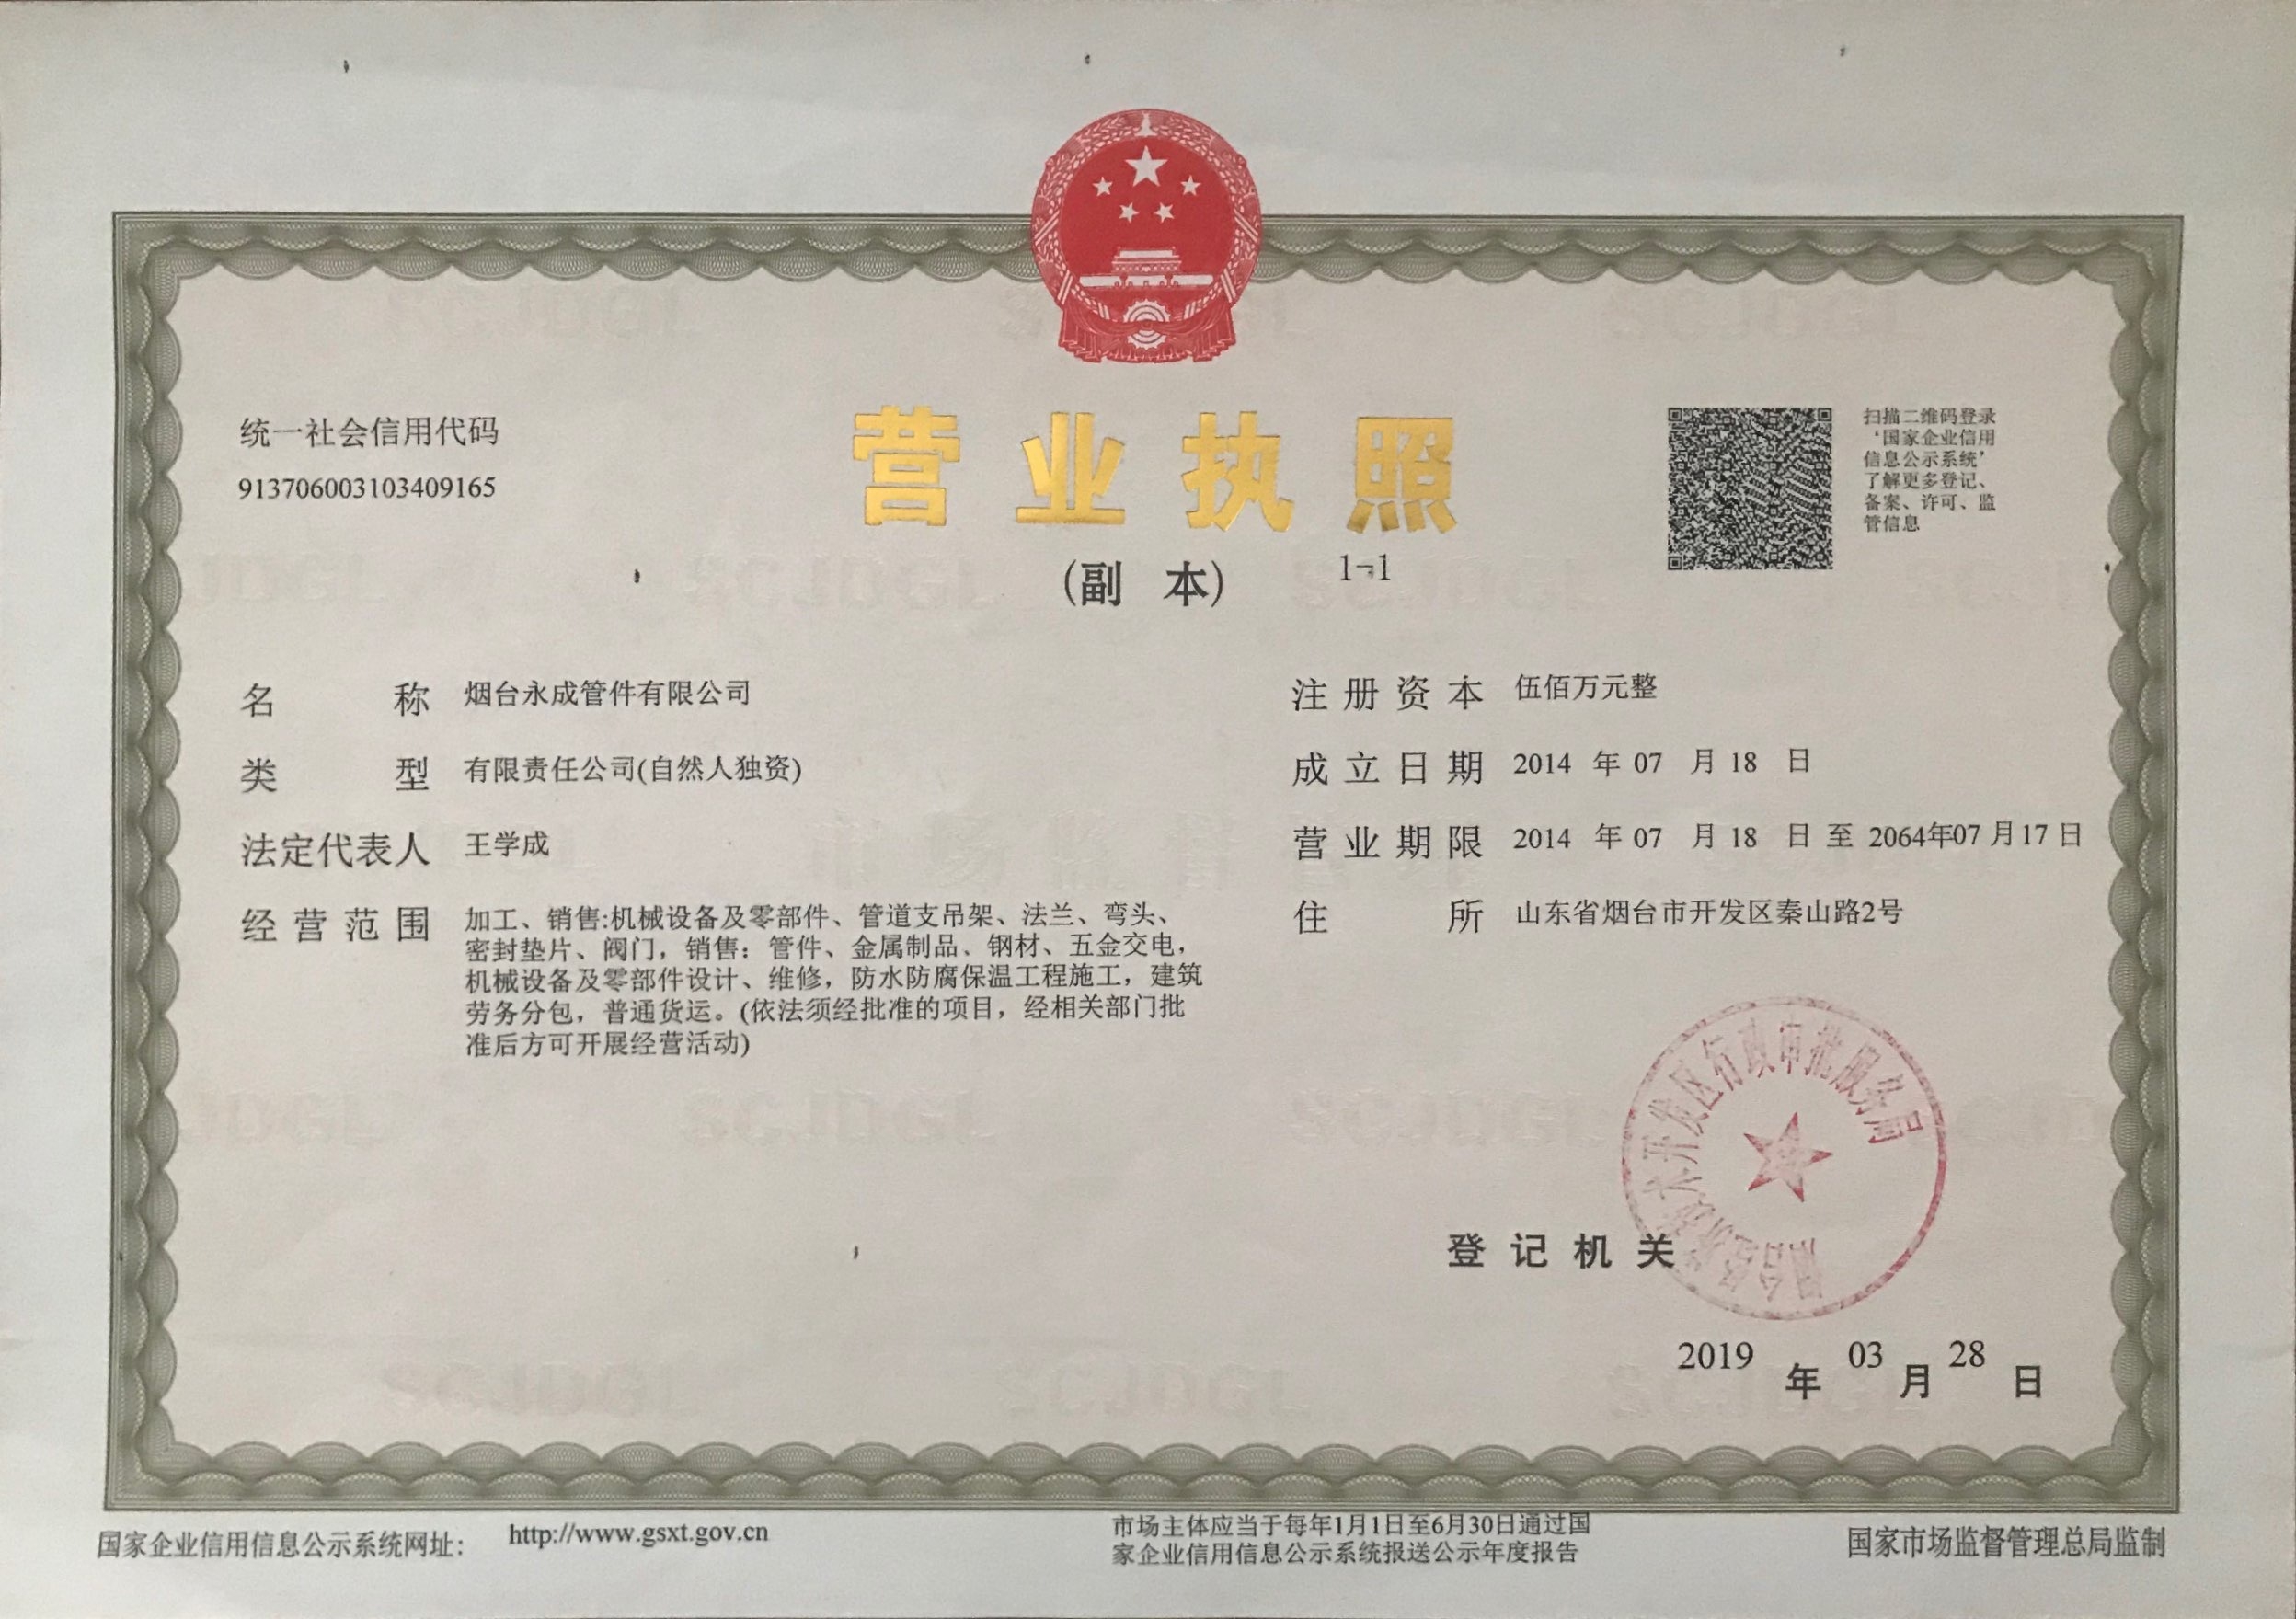 统一社会信用代码
913706003103409165
营业执照
(副 本) 1-1
扫描二维码登录
‘国家企业信用
信息公示系统’
了解更多登记、
备案、许可、监
管信息
名 称 烟台永成管件有限公司
类 型 有限责任公司(自然人独资)
法定代表人 王学成
经营范围 加工、销售:机械设备及零部件、管道支吊架、法兰、弯头、
密封垫片、阀门，销售：管件、金属制品、钢材、五金交电，
机械设备及零部件设计、维修，防水防腐保温工程施工，建筑
劳务分包，普通货运。(依法须经批准的项目，经相关部门批
准后方可开展经营活动)
注册资本 伍佰万元整
成立日期 2014 年 07 月 18 日
营业期限 2014 年 07 月 18 日 至 2064年07月17日
住 所 山东省烟台市开发区秦山路2号
开发区行政审批服务局
登记机关
2019 年 03 月 28 日
国家企业信用信息公示系统网址： http://www.gsxt.gov.cn
市场主体应当于每年1月1日至6月30日通过国
家企业信用信息公示系统报送公示年度报告
国家市场监督管理总局监制
SCJDGL